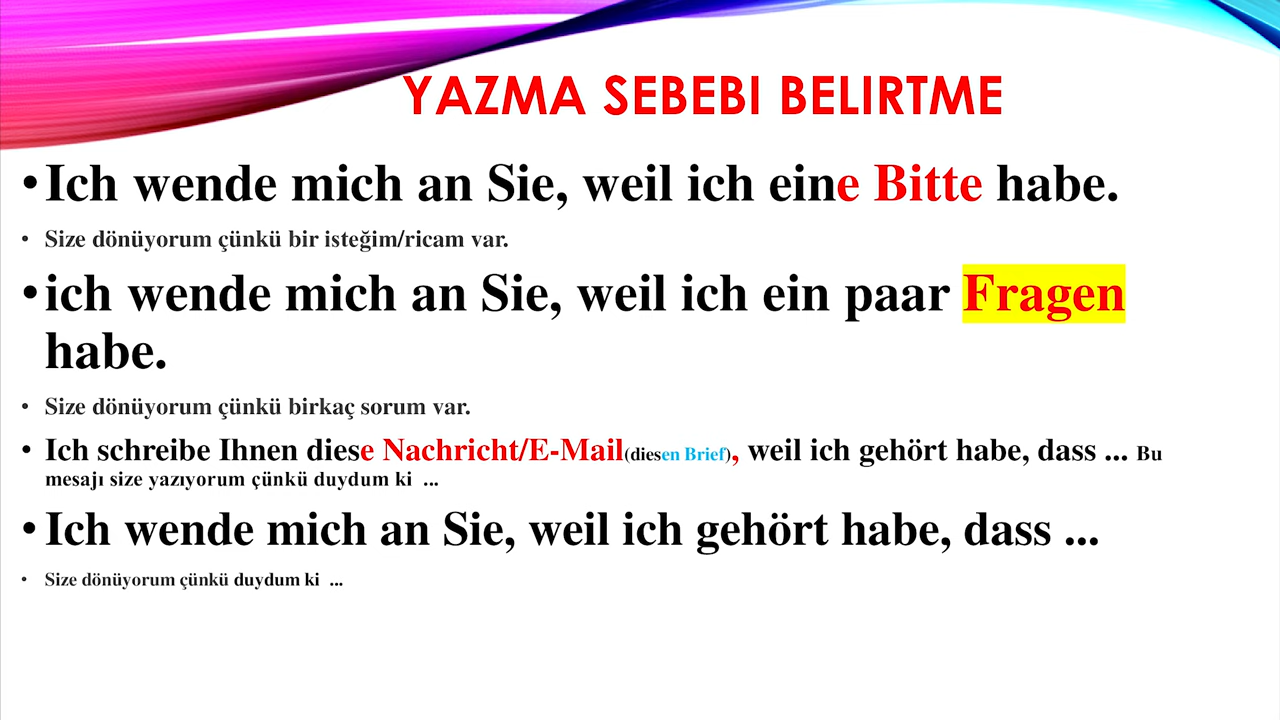 YAZMA SEBEBI BELIRTME
• Ich wende mich an Sie, weil ich eine Bitte habe.
• Size dönüyorum çünkü bir isteğim/ricam var.
• ich wende mich an Sie, weil ich ein paar Fragen
habe.
• Size dönüyorum çünkü birkaç sorum var.
• Ich schreibe Ihnen diese Nachricht/E-Mail(diesen Brief), weil ich gehört habe, dass ... Bu
mesajı size yazıyorum çünkü duydum ki ...
• Ich wende mich an Sie, weil ich gehört habe, dass ...
• Size dönüyorum çünkü duydum ki ...